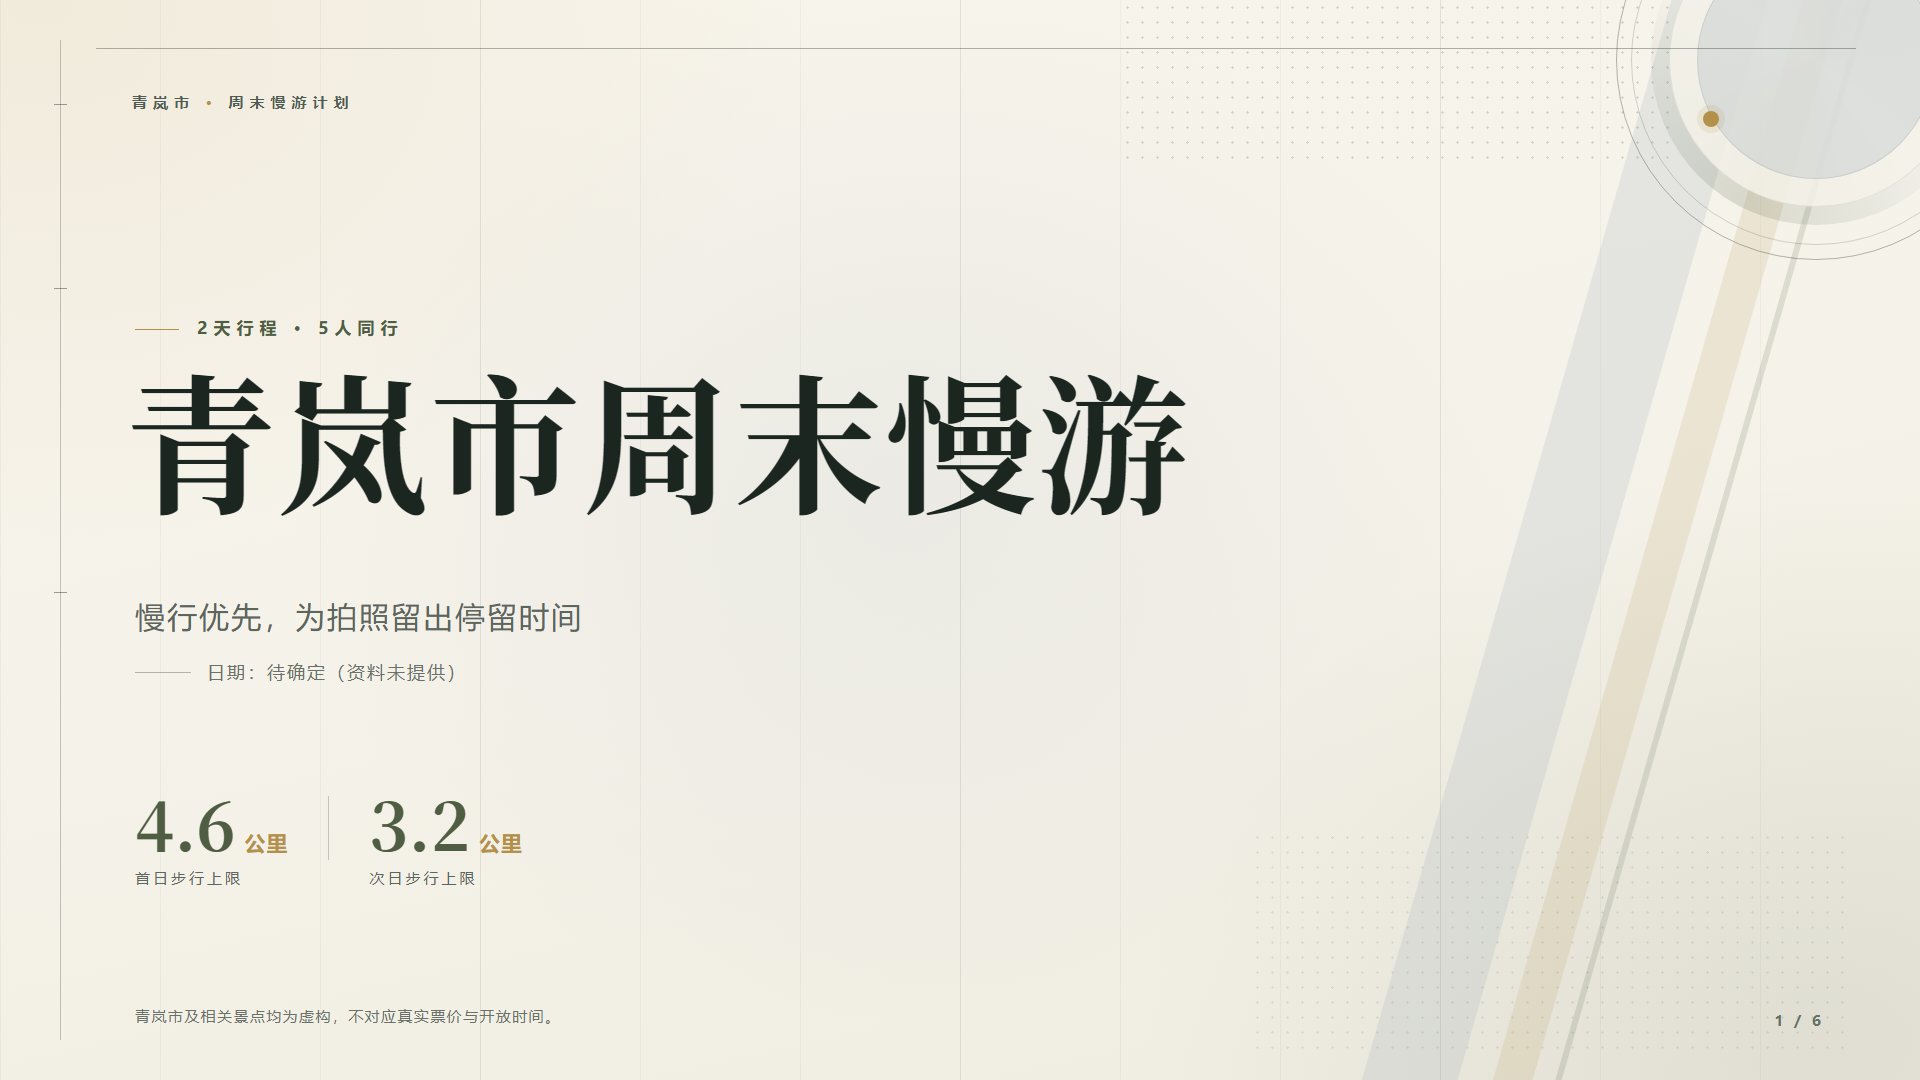 青岚市 • 周末慢游计划
2天行程 • 5人同行
青岚市周末慢游
慢行优先，为拍照留出停留时间
日期：待确定（资料未提供）
4.6 公里
首日步行上限
3.2 公里
次日步行上限
青岚市及相关景点均为虚构，不对应真实票价与开放时间。
1 / 6